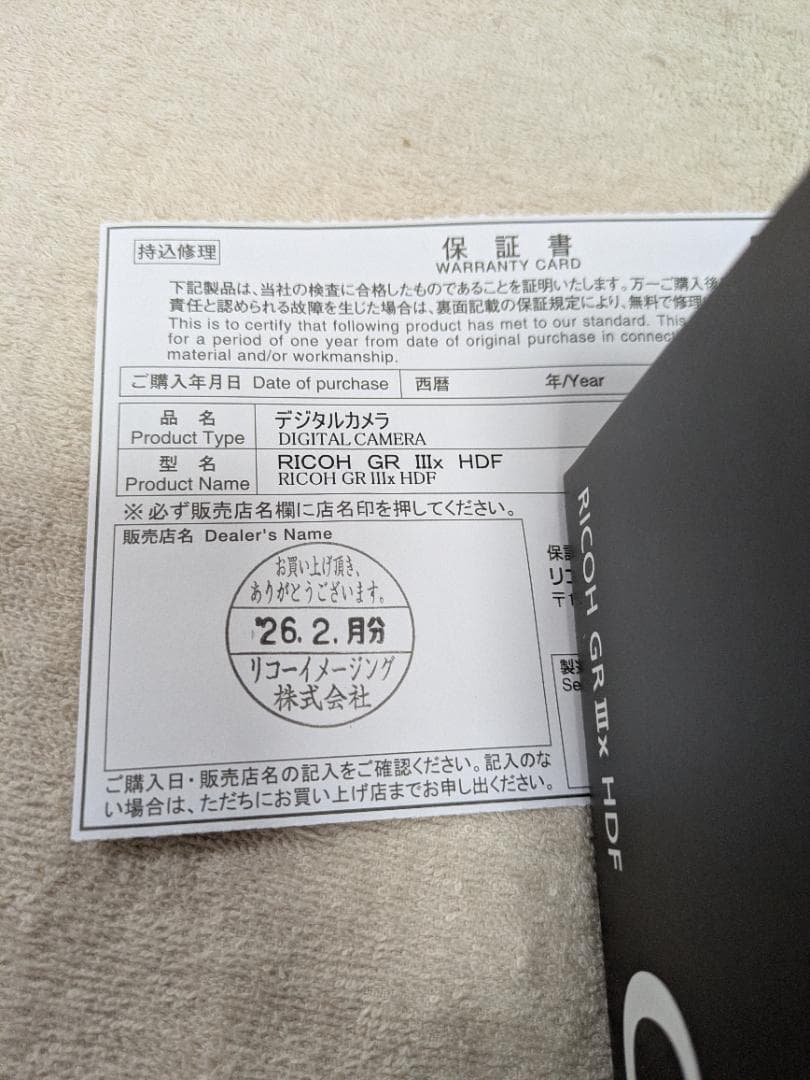 持込修理
保証書
WARRANTY CARD
下記製品は、当社の検査に合格したものであることを証明いたします。万一ご購入後
責任と認められる故障を生じた場合は、裏面記載の保証規定により、無料で修理
This is to certify that following product has met to our standard. This
for a period of one year from date of original purchase in connect
material and/or workmanship.
ご購入年月日 Date of purchase 西暦 年/Year
品名 デジタルカメラ
Product Type DIGITAL CAMERA
型名 RICOH GR IIIx HDF
Product Name RICOH GR IIIx HDF
※必ず販売店名欄に店名印を押してください。
販売店名 Dealer's Name
お買い上げ頂き、
ありがとうございます。
'26.2.月分
リコーイメージング
株式会社
ご購入日・販売店名の記入をご確認ください。記入のな
い場合は、ただちにお買い上げ店までお申し出ください。
保証
リコ
〒1
製造
Se
RICOH GR IIIx HDF